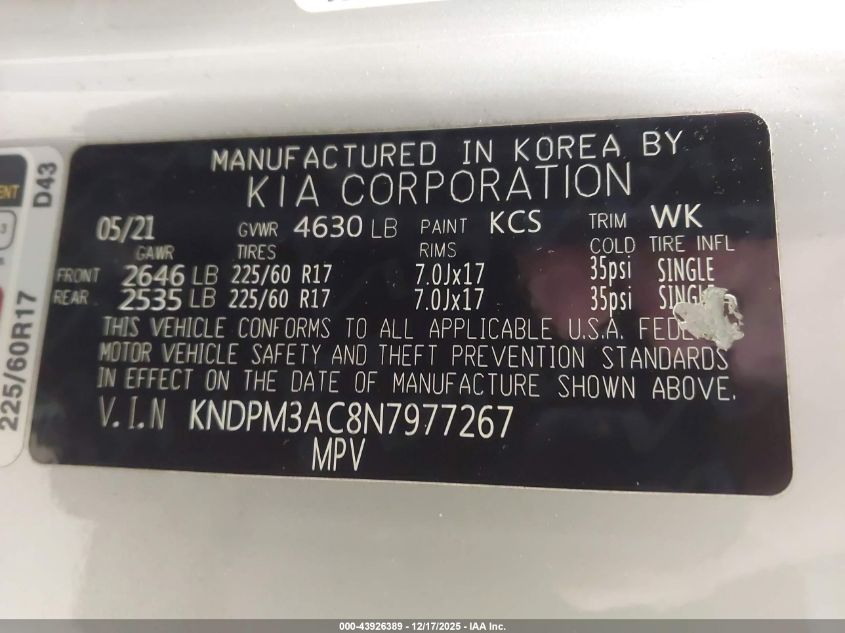 MANUFACTURED IN KOREA BY
KIA CORPORATION
05/21 GVWR 4630 LB PAINT KCS TRIM WK
GAWR TIRES RIMS COLD TIRE INFL
FRONT 2646 LB 225/60 R17 7.0Jx17 35psi SINGLE
REAR 2535 LB 225/60 R17 7.0Jx17 35psi
THIS VEHICLE CONFORMS TO ALL APPLICABLE U.S.A.
MOTOR VEHICLE SAFETY AND THEFT PREVENTION STANDARDS
IN EFFECT ON THE DATE OF MANUFACTURE SHOWN ABOVE.
V.I.N KNDPM3AC8N7977267
MPV
D43
225/60R17
000-43926389 - 12/17/2025 - IAA Inc.